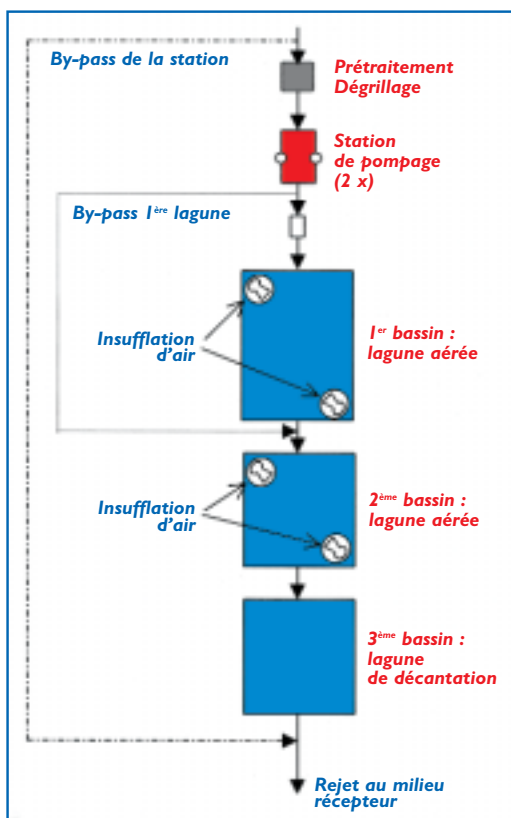 By-pass de la station
Prétraitement
Dégrillage
Station
de pompage
(2 x)
By-pass 1ère lagune
Insufflation
d'air
1er bassin :
lagune aérée
Insufflation
d'air
2ème bassin :
lagune aérée
3ème bassin :
lagune
de décantation
Rejet au milieu
récepteur